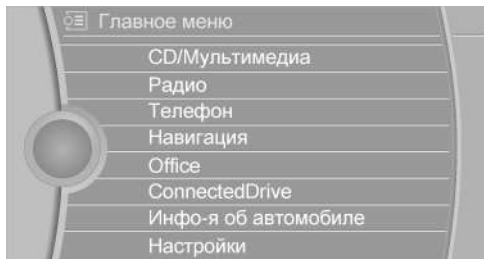 Главное меню
CD/Мультимедиа
Радио
Телефон
Навигация
Office
ConnectedDrive
Инфо-я об автомобиле
Настройки